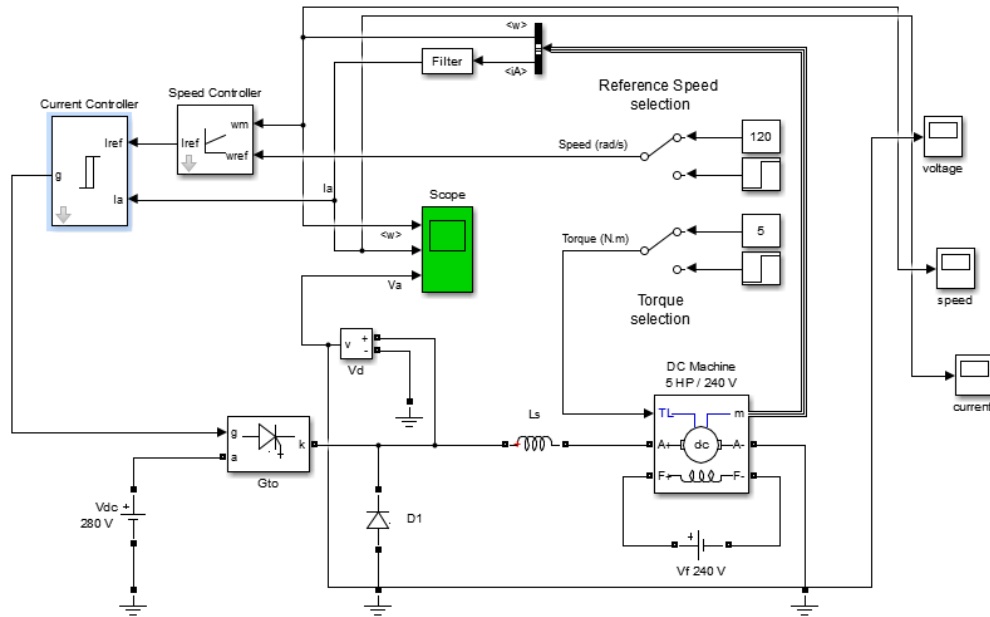 <w>
<iA>
Filter
Reference Speed
selection
Current Controller
Speed Controller
Iref
g
Ia
Iref
wm
wref
Speed (rad/s)
120
voltage
Ia
Scope
<w>
Va
Torque (N.m)
5
Torque
selection
speed
v
+
-
Vd
DC Machine
5 HP / 240 V
TL
m
dc
A+
A-
F+
F-
current
Ls
g
a
k
Gto
Vdc +
280 V
D1
+
Vf 240 V